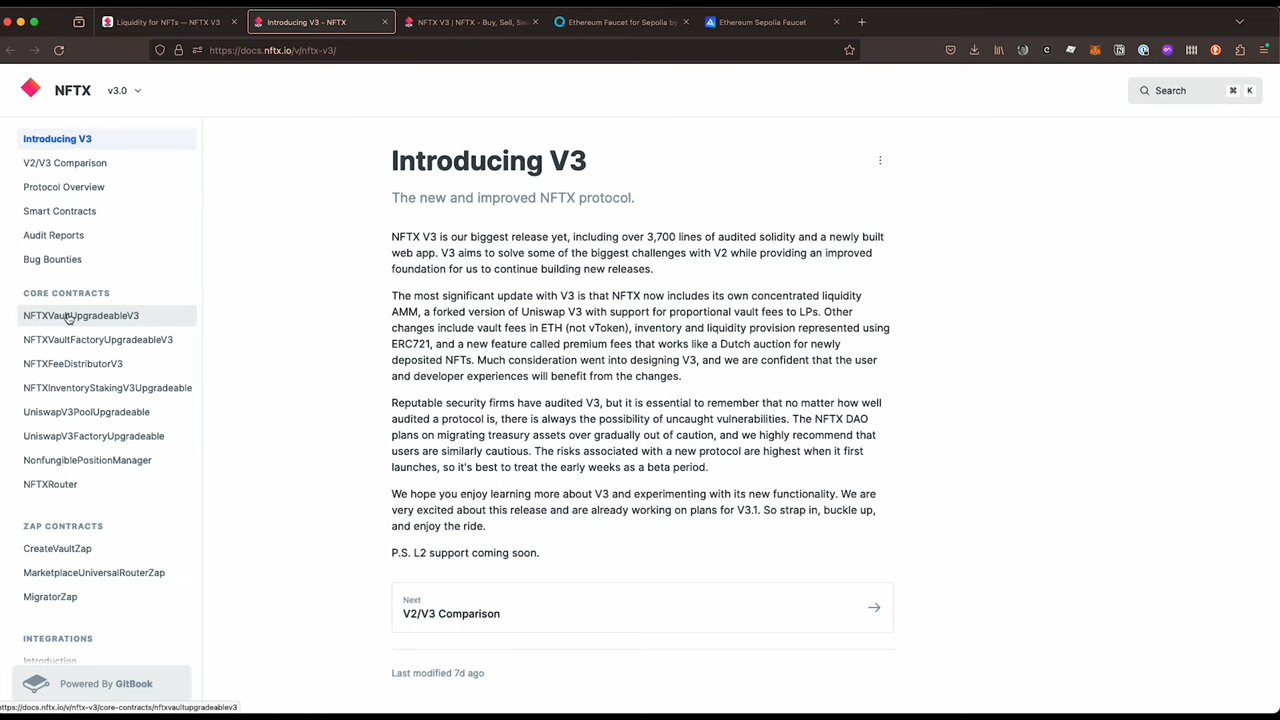 Liquidity for NFTs — NFTX V3
Introducing V3 - NFTX
NFTX V3 | NFTX - Buy, Sell, Swa
Ethereum Faucet for Sepolia by
Ethereum Sepolia Faucet
https://docs.nftx.io/v/nftx-v3/
NFTX
v3.0
Search
⌘ K
Introducing V3
V2/V3 Comparison
Protocol Overview
Smart Contracts
Audit Reports
Bug Bounties
CORE CONTRACTS
NFTXVaultUpgradeableV3
NFTXVaultFactoryUpgradeableV3
NFTXFeeDistributorV3
NFTXInventoryStakingV3Upgradeable
UniswapV3PoolUpgradeable
UniswapV3FactoryUpgradeable
NonfungiblePositionManager
NFTXRouter
ZAP CONTRACTS
CreateVaultZap
MarketplaceUniversalRouterZap
MigratorZap
INTEGRATIONS
Introduction
Powered By GitBook
Introducing V3
The new and improved NFTX protocol.
NFTX V3 is our biggest release yet, including over 3,700 lines of audited solidity and a newly built
web app. V3 aims to solve some of the biggest challenges with V2 while providing an improved
foundation for us to continue building new releases.
The most significant update with V3 is that NFTX now includes its own concentrated liquidity
AMM, a forked version of Uniswap V3 with support for proportional vault fees to LPs. Other
changes include vault fees in ETH (not vToken), inventory and liquidity provision represented using
ERC721, and a new feature called premium fees that works like a Dutch auction for newly
deposited NFTs. Much consideration went into designing V3, and we are confident that the user
and developer experiences will benefit from the changes.
Reputable security firms have audited V3, but it is essential to remember that no matter how well
audited a protocol is, there is always the possibility of uncaught vulnerabilities. The NFTX DAO
plans on migrating treasury assets over gradually out of caution, and we highly recommend that
users are similarly cautious. The risks associated with a new protocol are highest when it first
launches, so it's best to treat the early weeks as a beta period.
We hope you enjoy learning more about V3 and experimenting with its new functionality. We are
very excited about this release and are already working on plans for V3.1. So strap in, buckle up,
and enjoy the ride.
P.S. L2 support coming soon.
Next
V2/V3 Comparison
Last modified 7d ago
https://docs.nftx.io/v/nftx-v3/core-contracts/nftxvaultupgradeablev3